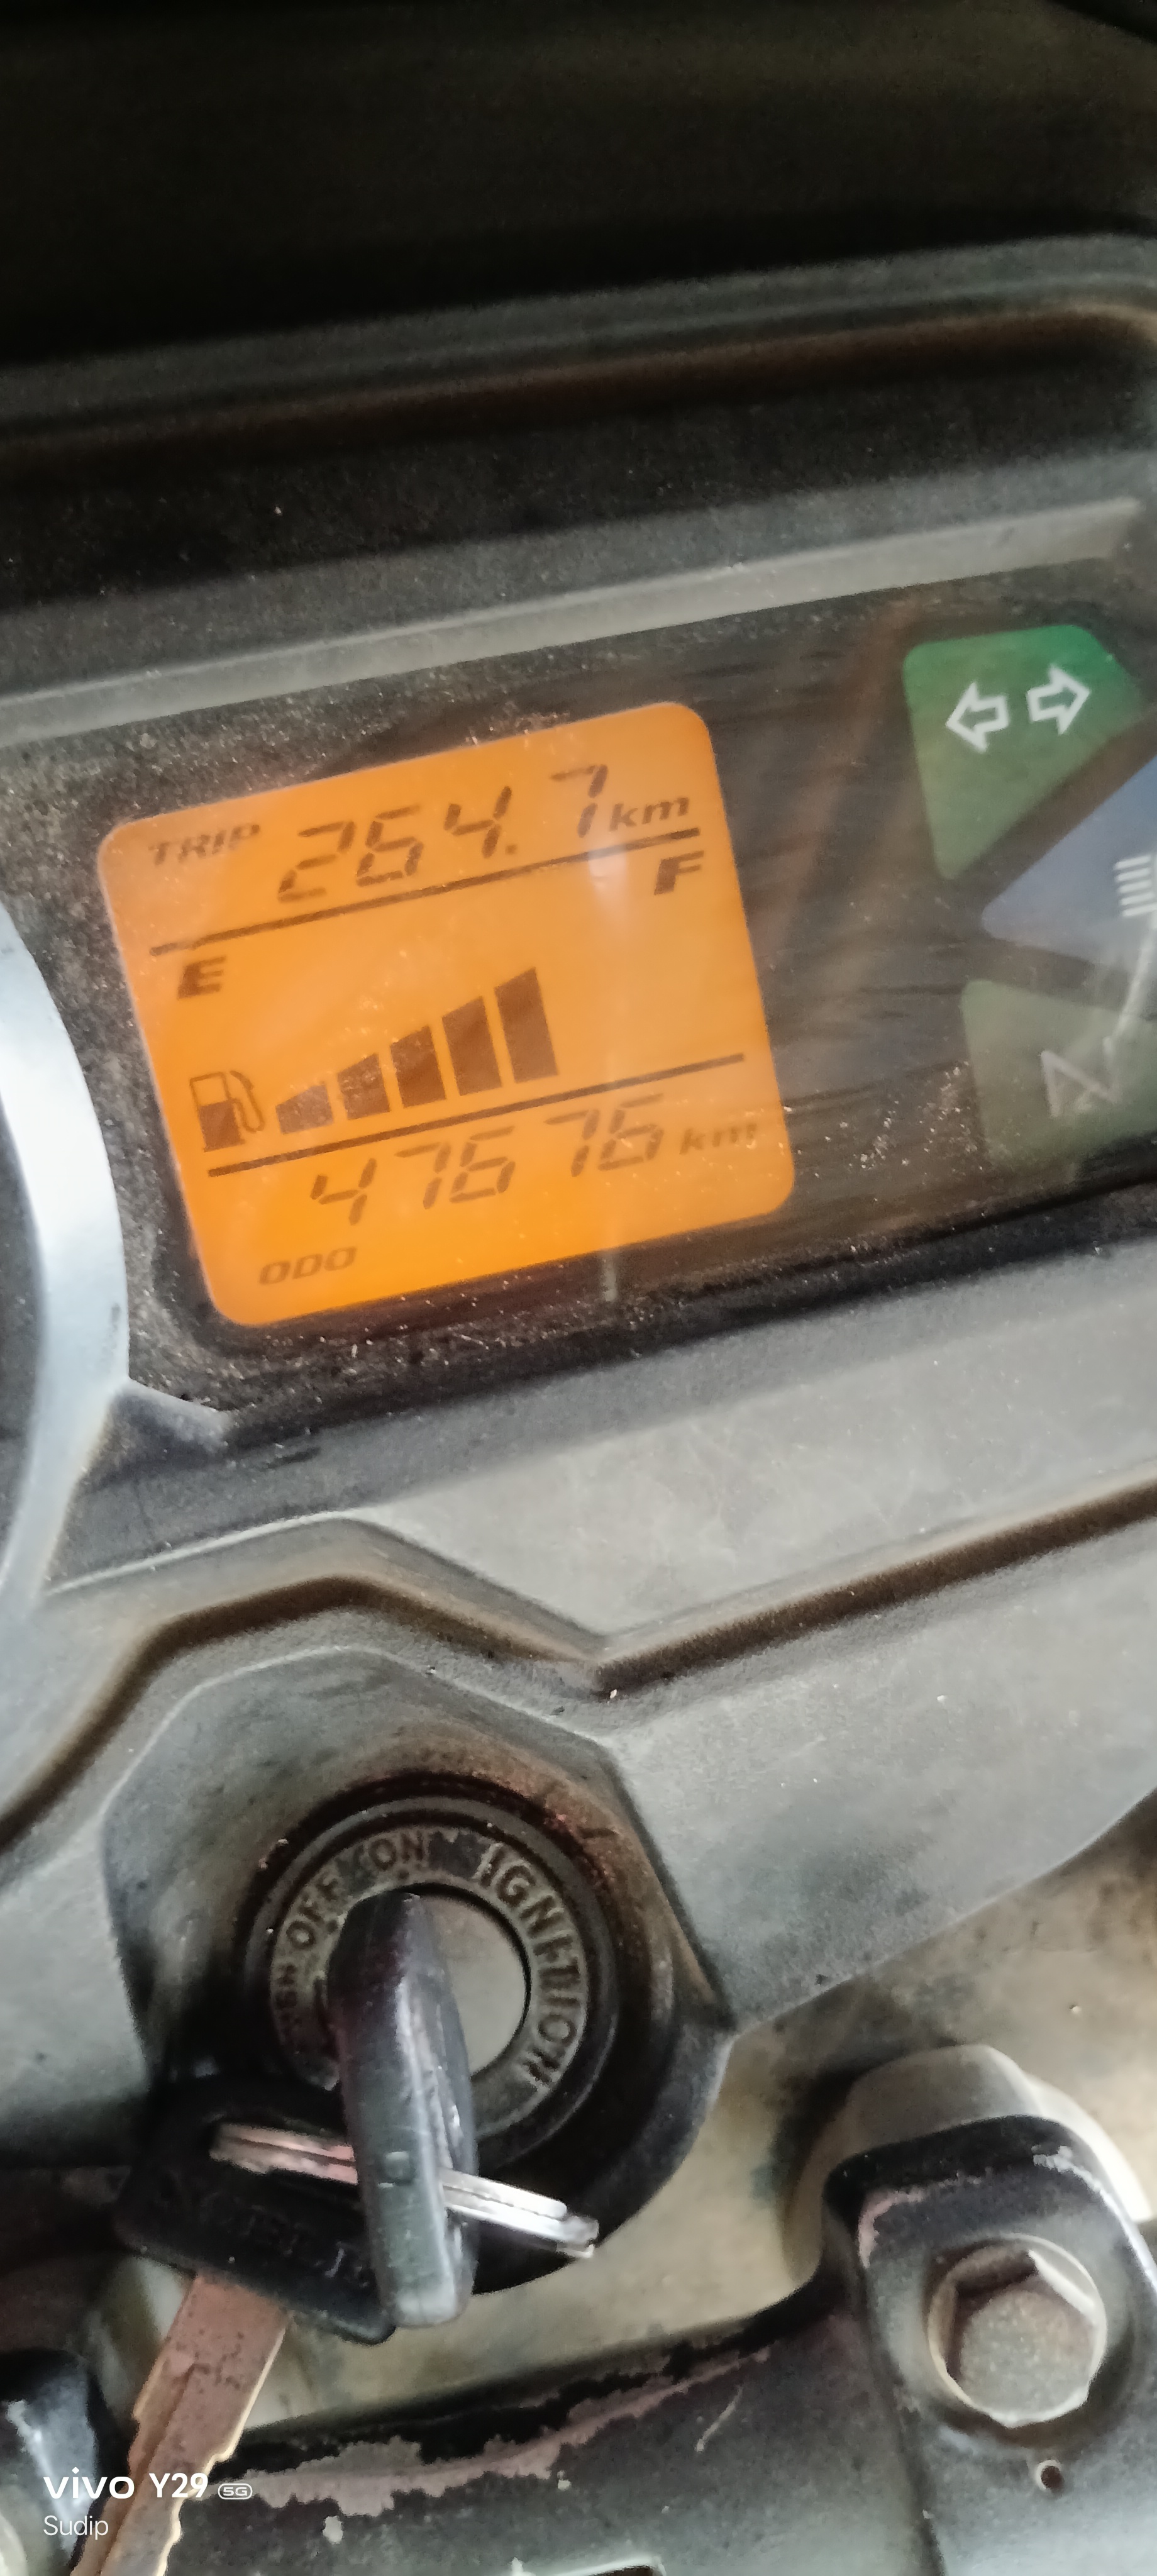 TRIP 264.7 km
E F
47676 km
ODO
OFF ON IGNITION
vivo Y29 5G
Sudip